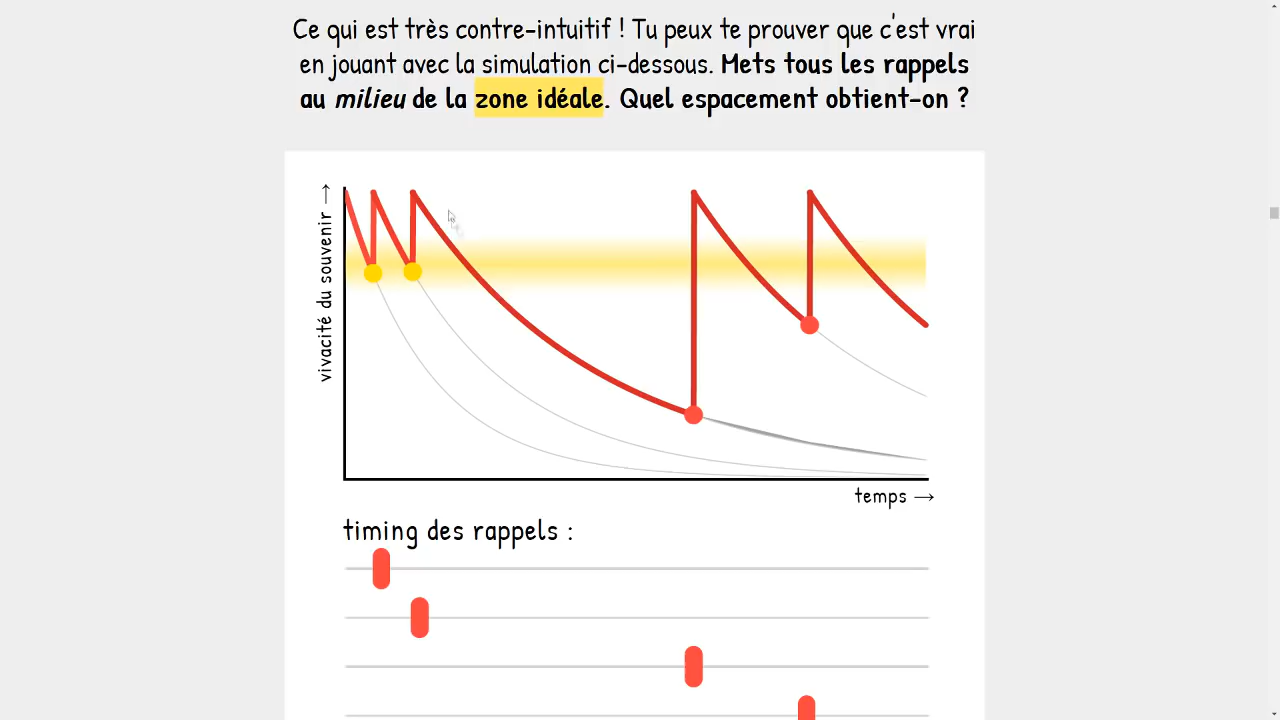 Ce qui est très contre-intuitif ! Tu peux te prouver que c'est vrai
en jouant avec la simulation ci-dessous. Mets tous les rappels
au milieu de la zone idéale. Quel espacement obtient-on ?
vivacité du souvenir →
temps →
timing des rappels :